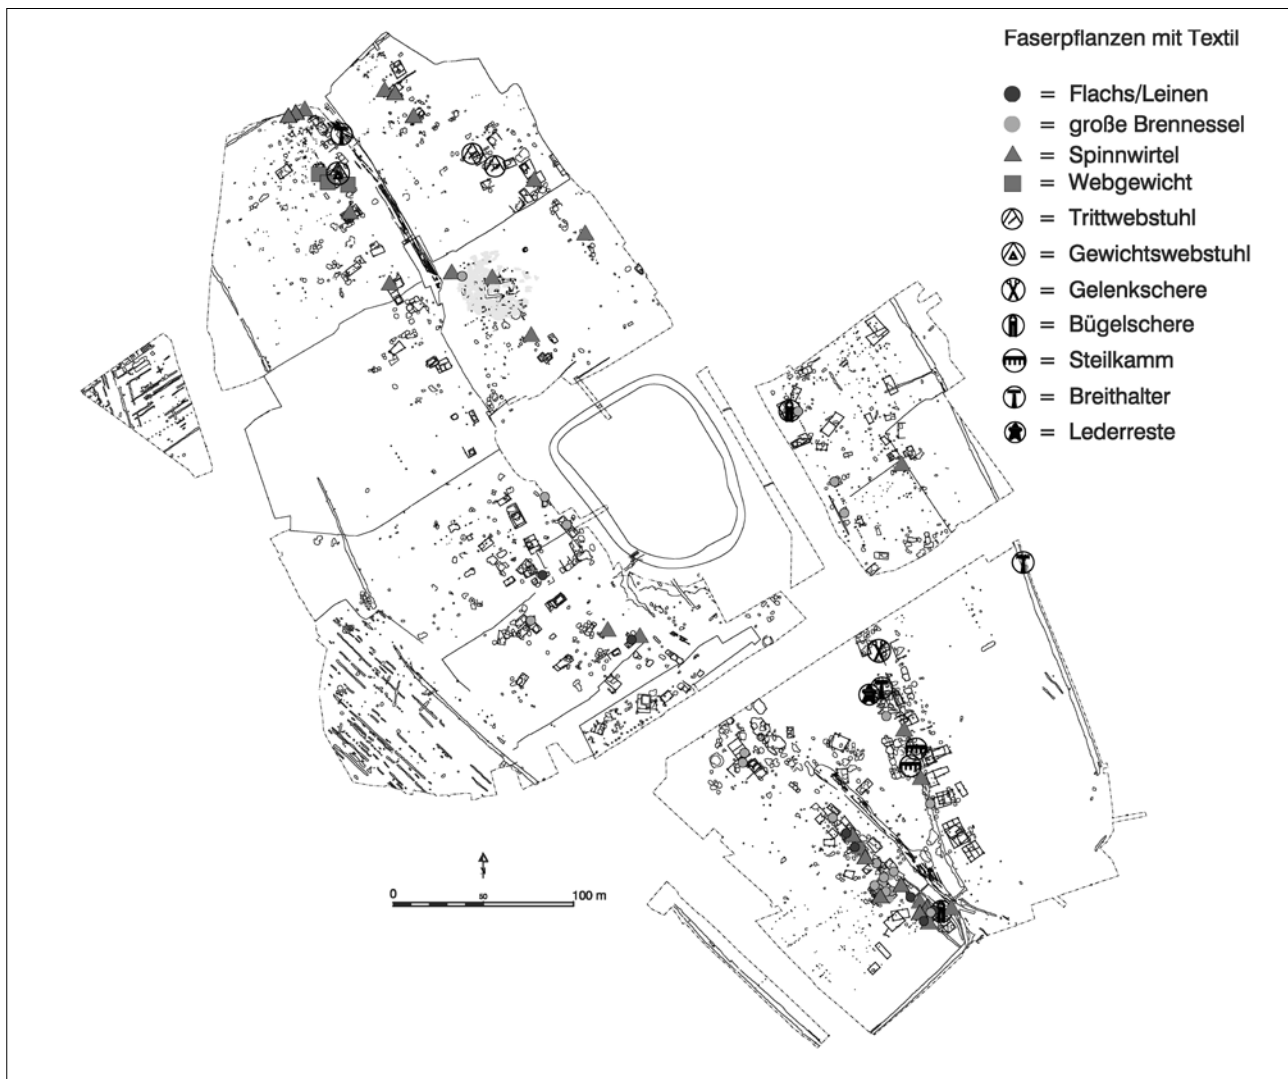 Faserpflanzen mit Textil
= Flachs/Leinen
= große Brennessel
= Spinnwirtel
= Webgewicht
= Trittwebstuhl
= Gewichtswebstuhl
= Gelenkschere
= Bügelschere
= Steilkamm
= Breithalter
= Lederreste
0 50 100 m